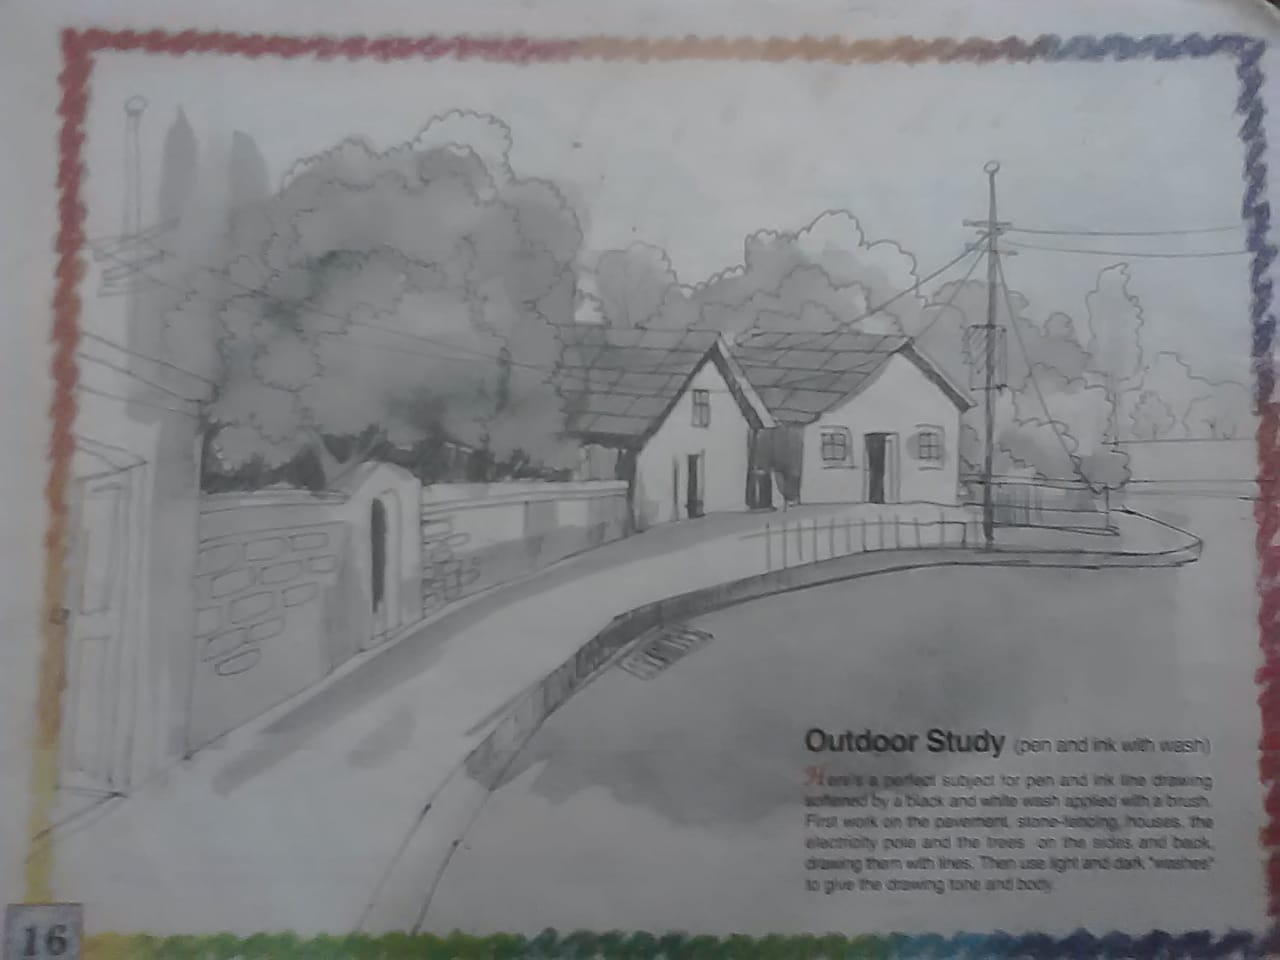 Outdoor Study (pen and ink with wash)
Here's a perfect subject for pen and ink line drawing
softened by a black and white wash applied with a brush.
First work on the pavement, stone-fencing, houses, the
electricity pole and the trees on the sides and back,
drawing them with lines. Then use light and dark "washes"
to give the drawing tone and body.
16